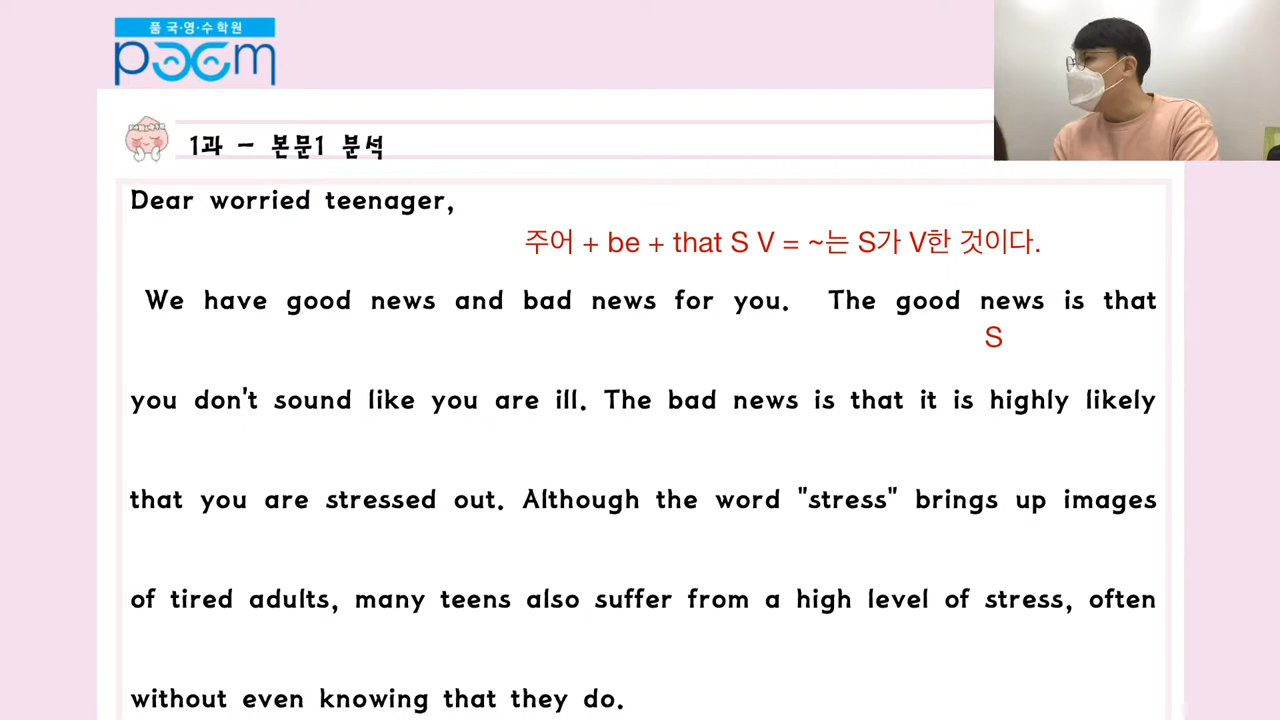 품 국·영·수 학원
poem
1과 - 본문1 분석
Dear worried teenager,
주어 + be + that S V = ~는 S가 V한 것이다.
We have good news and bad news for you. The good news is that
S
you don't sound like you are ill. The bad news is that it is highly likely
that you are stressed out. Although the word "stress" brings up images
of tired adults, many teens also suffer from a high level of stress, often
without even knowing that they do.